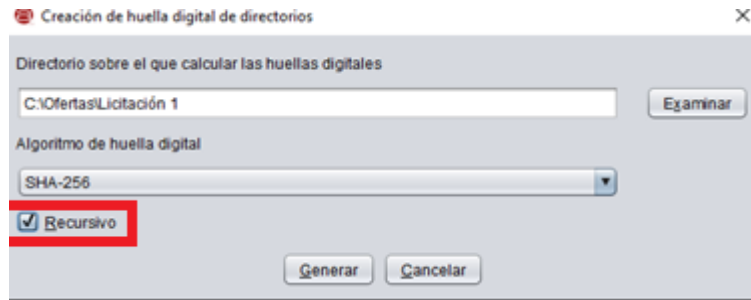 Creación de huella digital de directorios
Directorio sobre el que calcular las huellas digitales
C:\Ofertas\Licitación 1
Examinar
Algoritmo de huella digital
SHA-256
Recursivo
Generar Cancelar